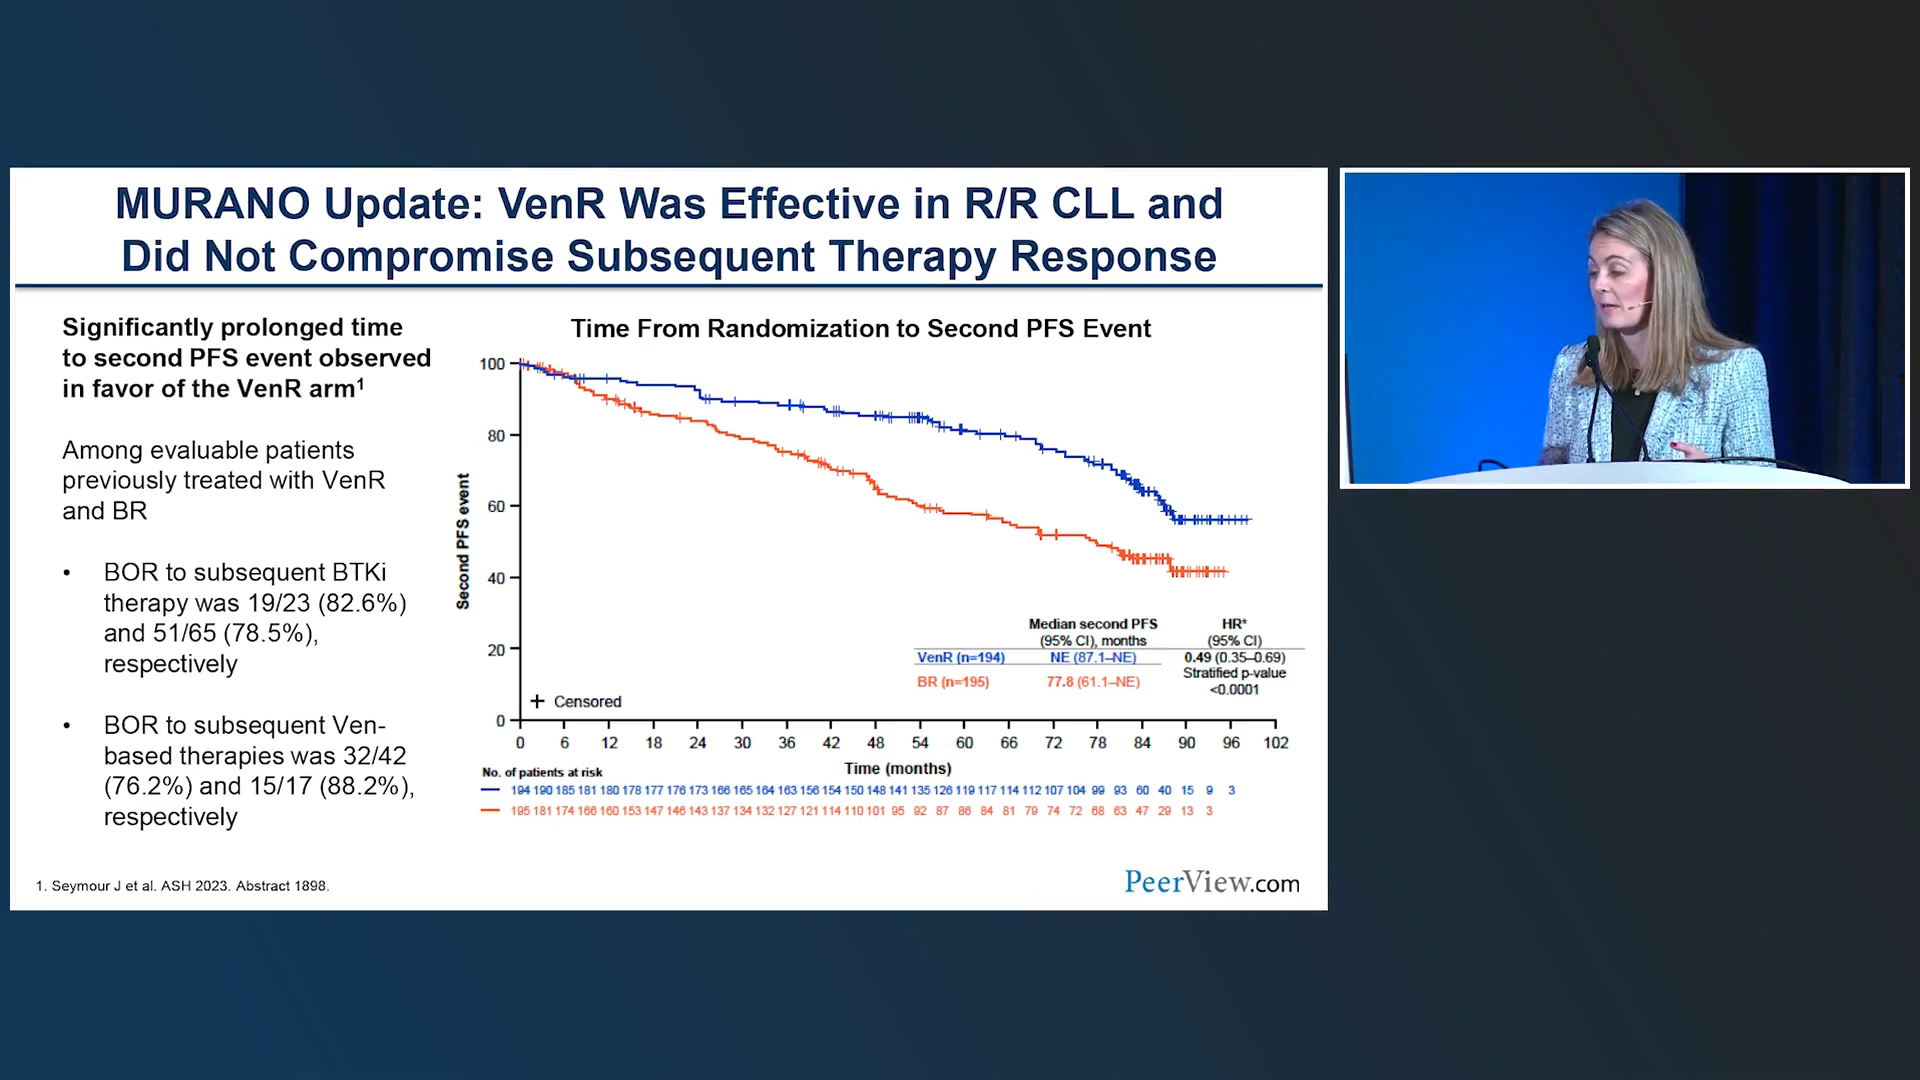 MURANO Update: VenR Was Effective in R/R CLL and
Did Not Compromise Subsequent Therapy Response
Significantly prolonged time
to second PFS event observed
in favor of the VenR arm1
Among evaluable patients
previously treated with VenR
and BR
• BOR to subsequent BTKi
therapy was 19/23 (82.6%)
and 51/65 (78.5%),
respectively
• BOR to subsequent Ven-
based therapies was 32/42
(76.2%) and 15/17 (88.2%),
respectively
Time From Randomization to Second PFS Event
Second PFS event
100
80
60
40
20
0
Median second PFS HR*
(95% CI), months (95% CI)
VenR (n=194) NE (87.1–NE) 0.49 (0.35–0.69)
Stratified p-value
BR (n=195) 77.8 (61.1–NE) <0.0001
+ Censored
0 6 12 18 24 30 36 42 48 54 60 66 72 78 84 90 96 102
Time (months)
No. of patients at risk
194 190 185 181 180 178 177 176 173 166 165 164 163 156 154 150 148 141 135 126 119 117 114 112 107 104 99 93 60 40 15 9 3
195 181 174 166 160 153 147 146 143 137 134 132 127 121 114 110 101 95 92 87 86 84 81 79 74 72 68 63 47 29 13 3
1. Seymour J et al. ASH 2023. Abstract 1898.
PeerView.com